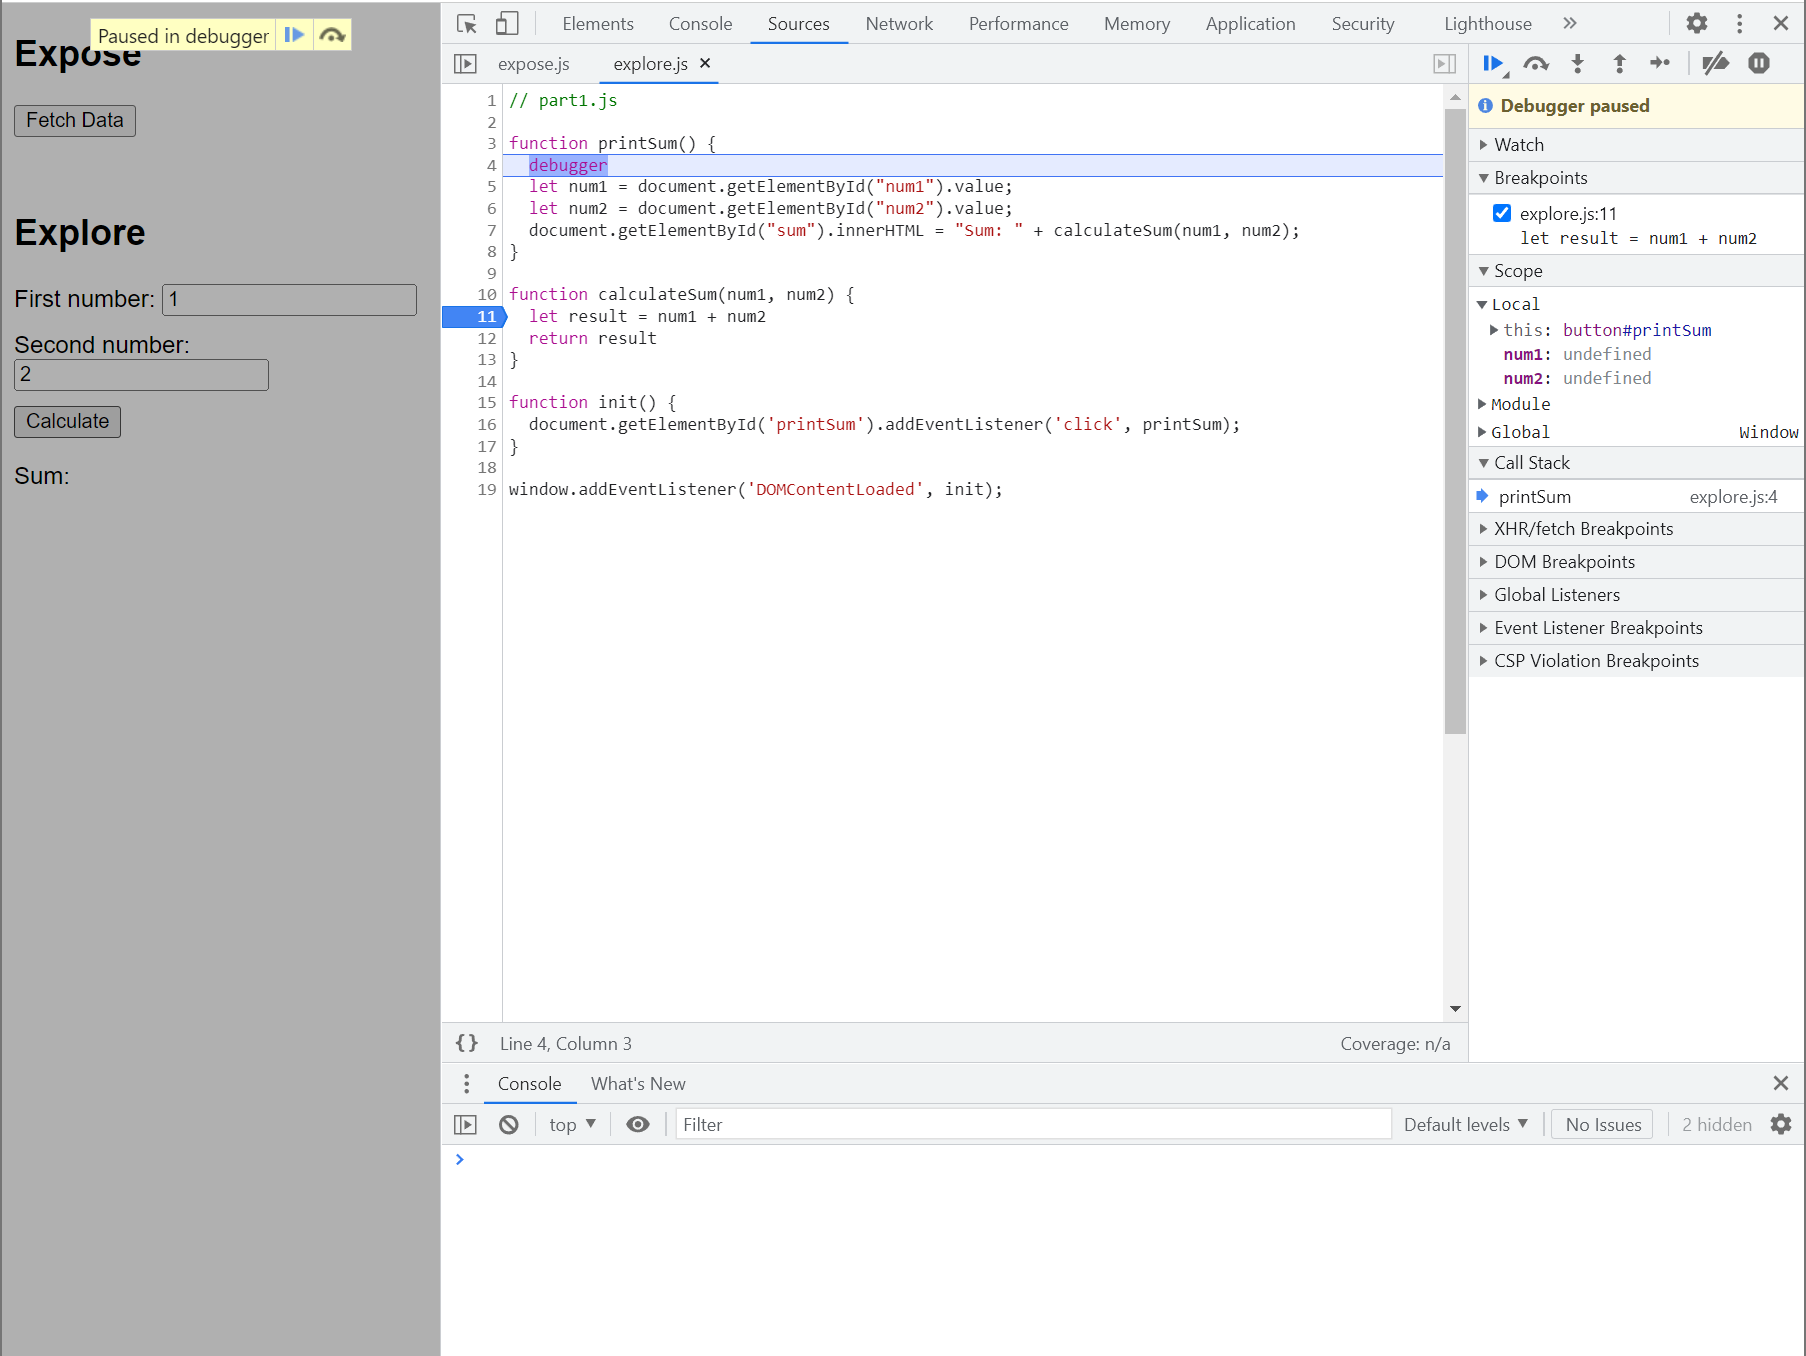 Paused in debugger
Expose
Fetch Data
Explore
First number: 1
Second number:
2
Calculate
Sum:
Elements Console Sources Network Performance Memory Application Security Lighthouse »
expose.js explore.js ×
1 // part1.js
2
3 function printSum() {
4 debugger
5 let num1 = document.getElementById("num1").value;
6 let num2 = document.getElementById("num2").value;
7 document.getElementById("sum").innerHTML = "Sum: " + calculateSum(num1, num2);
8 }
9
10 function calculateSum(num1, num2) {
11 let result = num1 + num2
12 return result
13 }
14
15 function init() {
16 document.getElementById('printSum').addEventListener('click', printSum);
17 }
18
19 window.addEventListener('DOMContentLoaded', init);
{} Line 4, Column 3 Coverage: n/a
Debugger paused
Watch
Breakpoints
explore.js:11
let result = num1 + num2
Scope
Local
this: button#printSum
num1: undefined
num2: undefined
Module
Global Window
Call Stack
printSum explore.js:4
XHR/fetch Breakpoints
DOM Breakpoints
Global Listeners
Event Listener Breakpoints
CSP Violation Breakpoints
Console What's New
top Filter Default levels No Issues 2 hidden